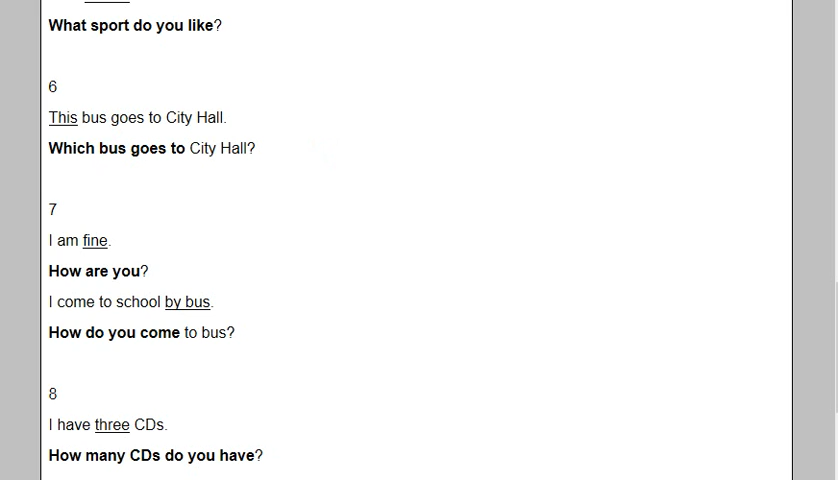 What sport do you like?
6
This bus goes to City Hall.
Which bus goes to City Hall?
7
I am fine.
How are you?
I come to school by bus.
How do you come to bus?
8
I have three CDs.
How many CDs do you have?